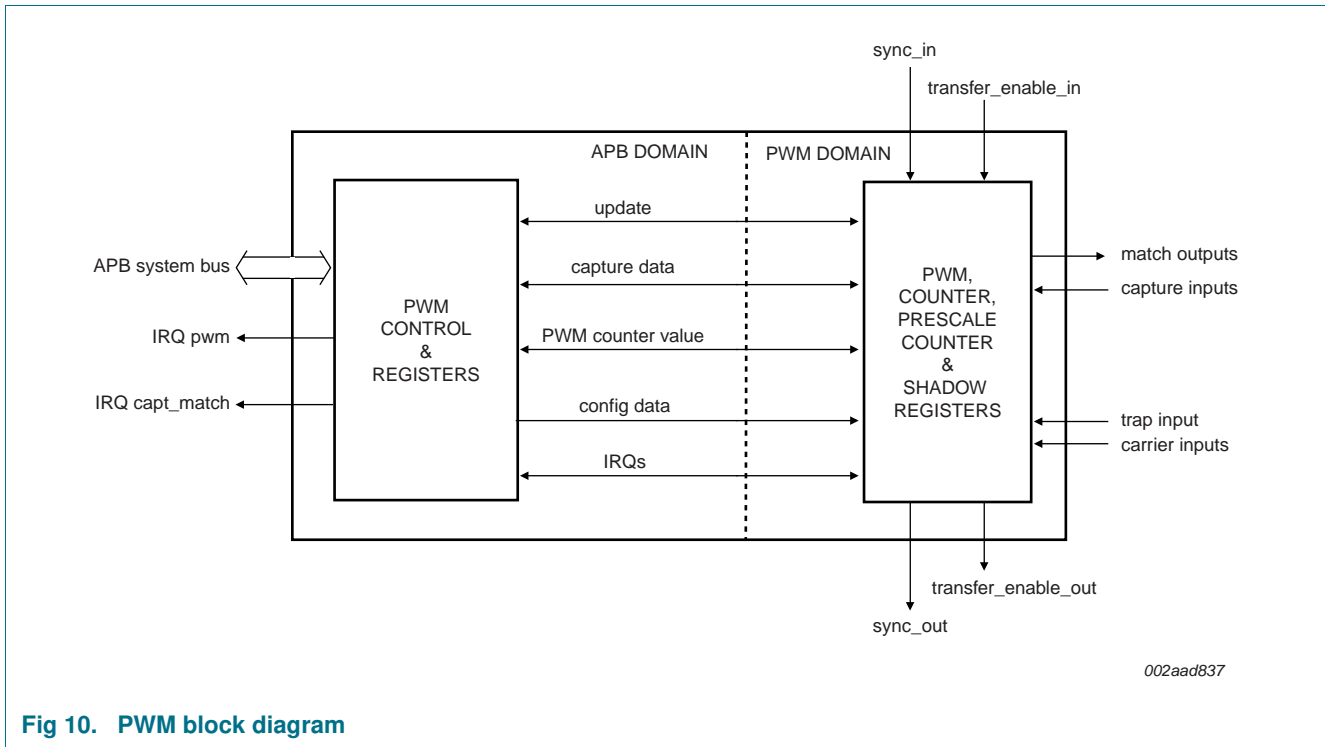 sync_in
transfer_enable_in
APB DOMAIN
PWM DOMAIN
update
APB system bus
capture data
PWM
CONTROL
&
REGISTERS
IRQ pwm
PWM counter value
IRQ capt_match
config data
IRQs
PWM,
COUNTER,
PRESCALE
COUNTER
&
SHADOW
REGISTERS
match outputs
capture inputs
trap input
carrier inputs
transfer_enable_out
sync_out
002aad837
Fig 10. PWM block diagram